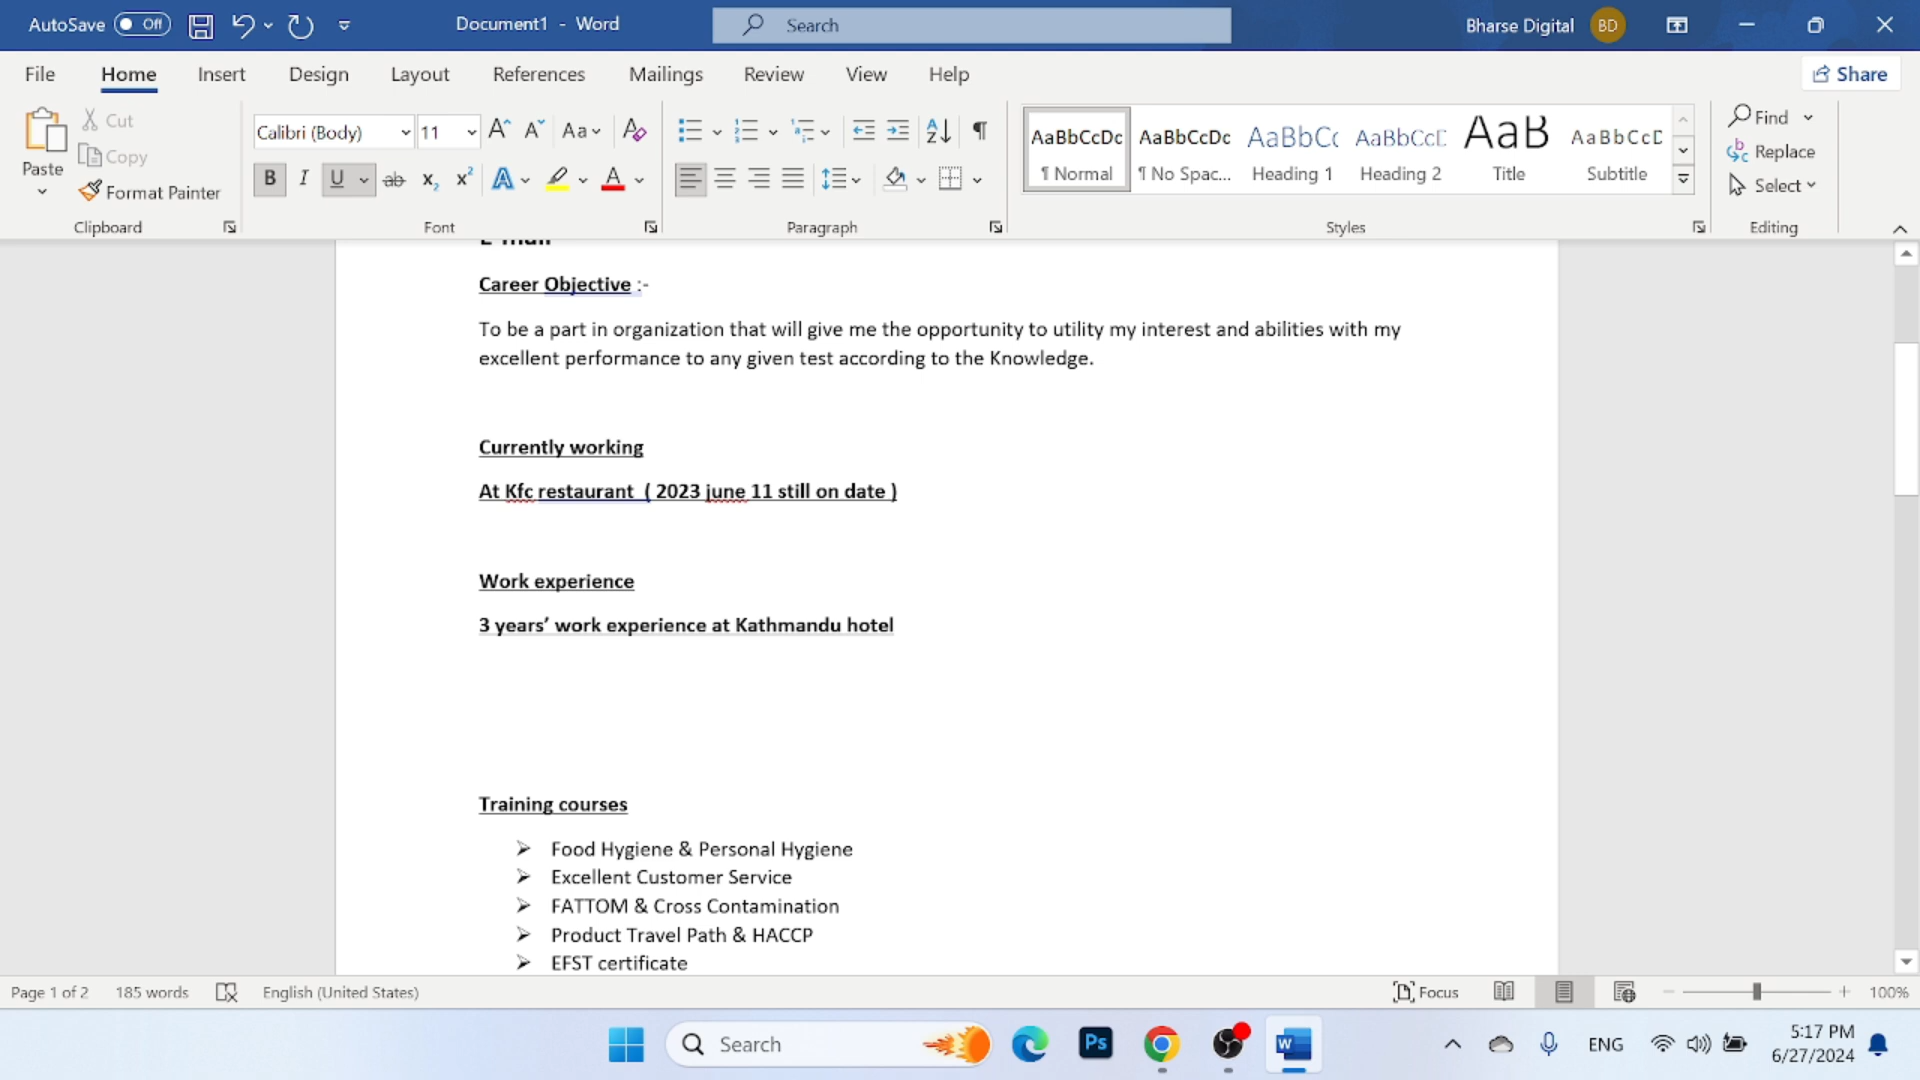 AutoSave Off Document1 - Word Search Bharse Digital BD
File Home Insert Design Layout References Mailings Review View Help Share
Paste Cut Copy Format Painter Clipboard
Calibri (Body) 11 Aa B I U ab x₂ x² A A Font
Paragraph
AaBbCcDc ¶ Normal AaBbCcDc ¶ No Spac... AaBbCc Heading 1 AaBbCcC Heading 2 AaB Title AaBbCcD Subtitle Styles
Find Replace Select Editing
E-mail
Career Objective :-
To be a part in organization that will give me the opportunity to utility my interest and abilities with my
excellent performance to any given test according to the Knowledge.
Currently working
At Kfc restaurant ( 2023 june 11 still on date )
Work experience
3 years’ work experience at Kathmandu hotel
Training courses
Food Hygiene & Personal Hygiene
Excellent Customer Service
FATTOM & Cross Contamination
Product Travel Path & HACCP
EFST certificate
Page 1 of 2 185 words English (United States) Focus 100%
Search Ps W ENG 5:17 PM
6/27/2024